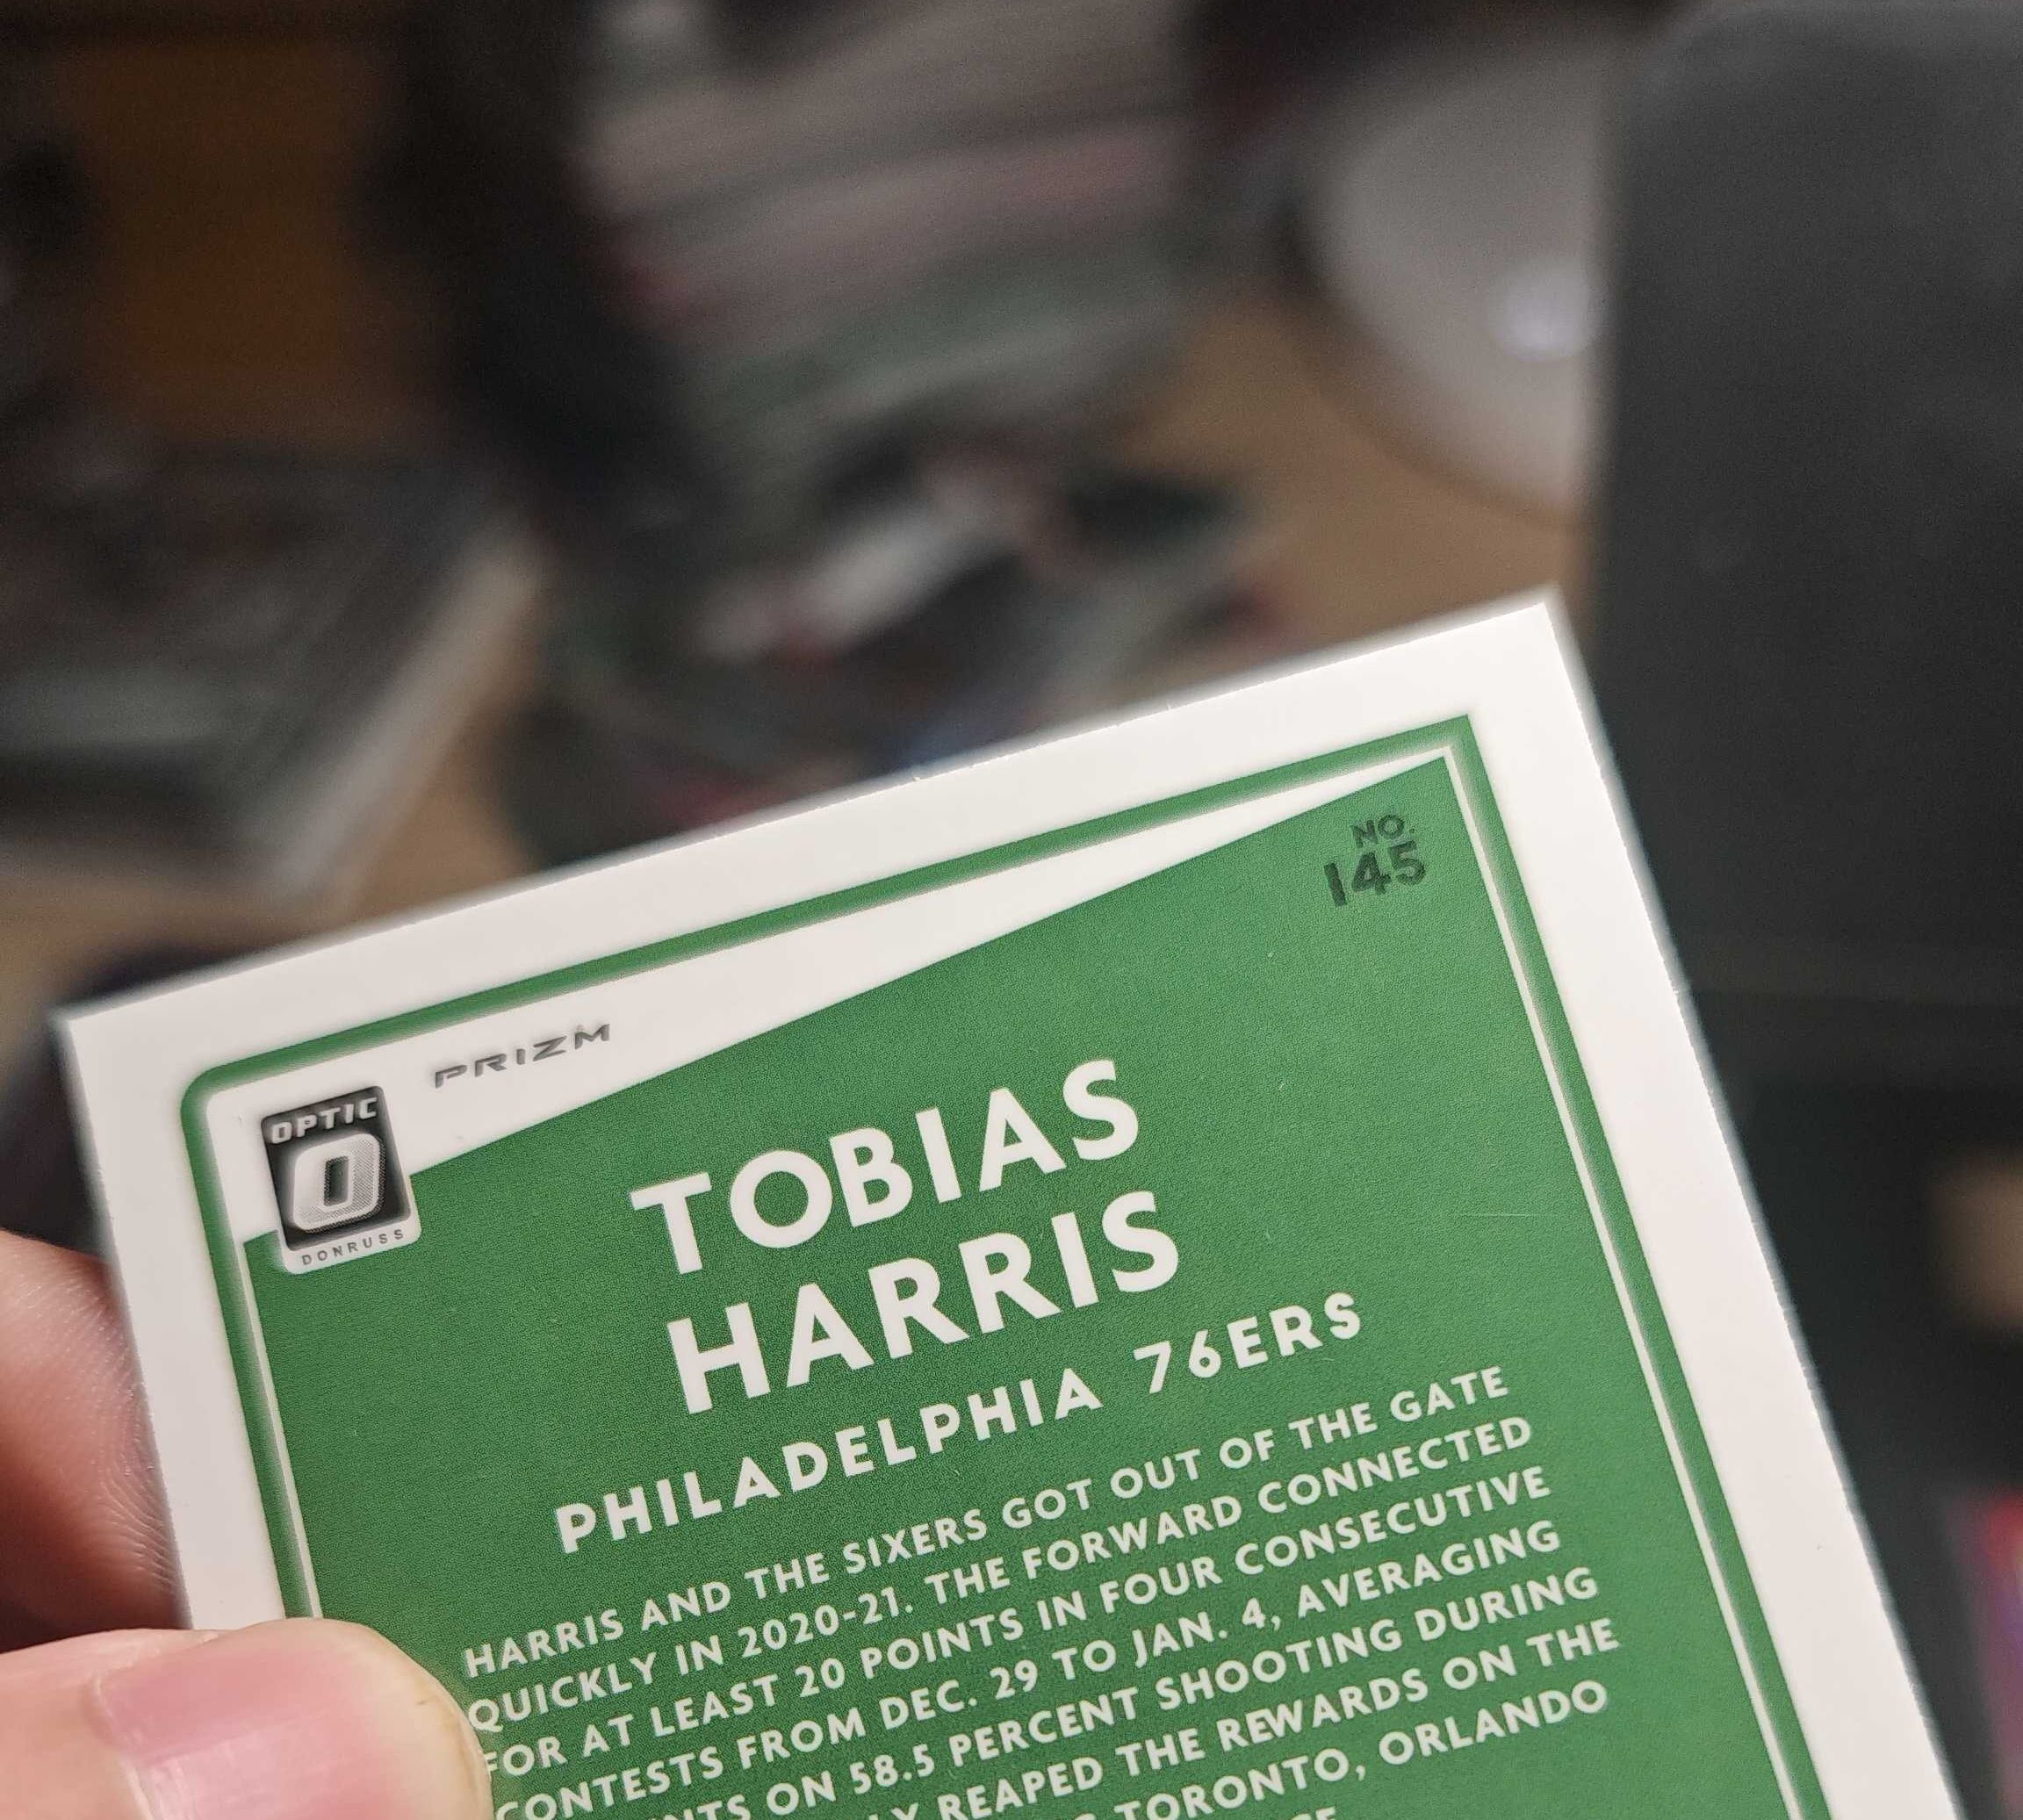 NO.
145
PRIZM
OPTIC
O
DONRUSS
TOBIAS
HARRIS
PHILADELPHIA 76ERS
HARRIS AND THE SIXERS GOT OUT OF THE GATE
QUICKLY IN 2020-21. THE FORWARD CONNECTED
FOR AT LEAST 20 POINTS IN FOUR CONSECUTIVE
CONTESTS FROM DEC. 29 TO JAN. 4, AVERAGING
ON 58.5 PERCENT SHOOTING DURING
REAPED THE REWARDS ON THE
TORONTO, ORLANDO